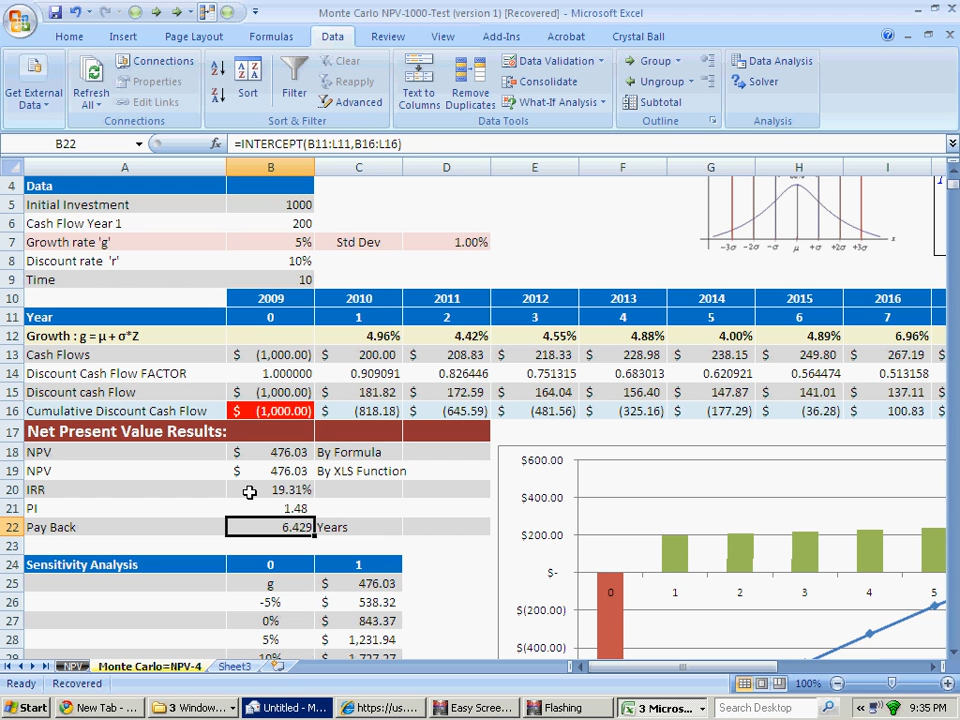 Monte Carlo NPV-1000-Test (version 1) [Recovered] - Microsoft Excel
Home Insert Page Layout Formulas Data Review View Add-Ins Acrobat Crystal Ball
Get External Data
Refresh All
Connections
Properties
Edit Links
Sort
Filter
Clear
Reapply
Advanced
Text to Columns
Remove Duplicates
Data Validation
Consolidate
What-If Analysis
Group
Ungroup
Subtotal
Data Analysis
Solver
Connections Sort & Filter Data Tools Outline Analysis
B22 fx =INTERCEPT(B11:L11,B16:L16)
A B C D E F G H I
4 Data
5 Initial Investment 1000
6 Cash Flow Year 1 200
7 Growth rate 'g' 5% Std Dev 1.00%
8 Discount rate 'r' 10%
9 Time 10
-3σ -2σ -σ μ +σ +2σ +3σ x
10 2009 2010 2011 2012 2013 2014 2015 2016
11 Year 0 1 2 3 4 5 6 7
12 Growth : g = μ + σ*Z 4.96% 4.42% 4.55% 4.88% 4.00% 4.89% 6.96%
13 Cash Flows $ (1,000.00) $ 200.00 $ 208.83 $ 218.33 $ 228.98 $ 238.15 $ 249.80 $ 267.19 $
14 Discount Cash Flow FACTOR 1.000000 0.909091 0.826446 0.751315 0.683013 0.620921 0.564474 0.513158
15 Discount cash Flow $ (1,000.00) $ 181.82 $ 172.59 $ 164.04 $ 156.40 $ 147.87 $ 141.01 $ 137.11 $
16 Cumulative Discount Cash Flow $ (1,000.00) $ (818.18) $ (645.59) $ (481.56) $ (325.16) $ (177.29) $ (36.28) $ 100.83 $
17 Net Present Value Results:
18 NPV $ 476.03 By Formula
19 NPV $ 476.03 By XLS Function
20 IRR 19.31%
21 PI 1.48
22 Pay Back 6.429 Years
23
24 Sensitivity Analysis 0 1
25 g $ 476.03
26 -5% $ 538.32
27 0% $ 843.37
28 5% $ 1,231.94
29 10% $ 1,727.27
$600.00
$400.00
$200.00
$-
$(200.00)
$(400.00)
0 1 2 3 4 5
NPV Monte Carlo=NPV-4 Sheet3
Ready Recovered 100%
Start New Tab - ... 3 Window... Untitled - M... https://us.... Easy Scree... Flashing 3 Micros... Search Desktop 9:35 PM